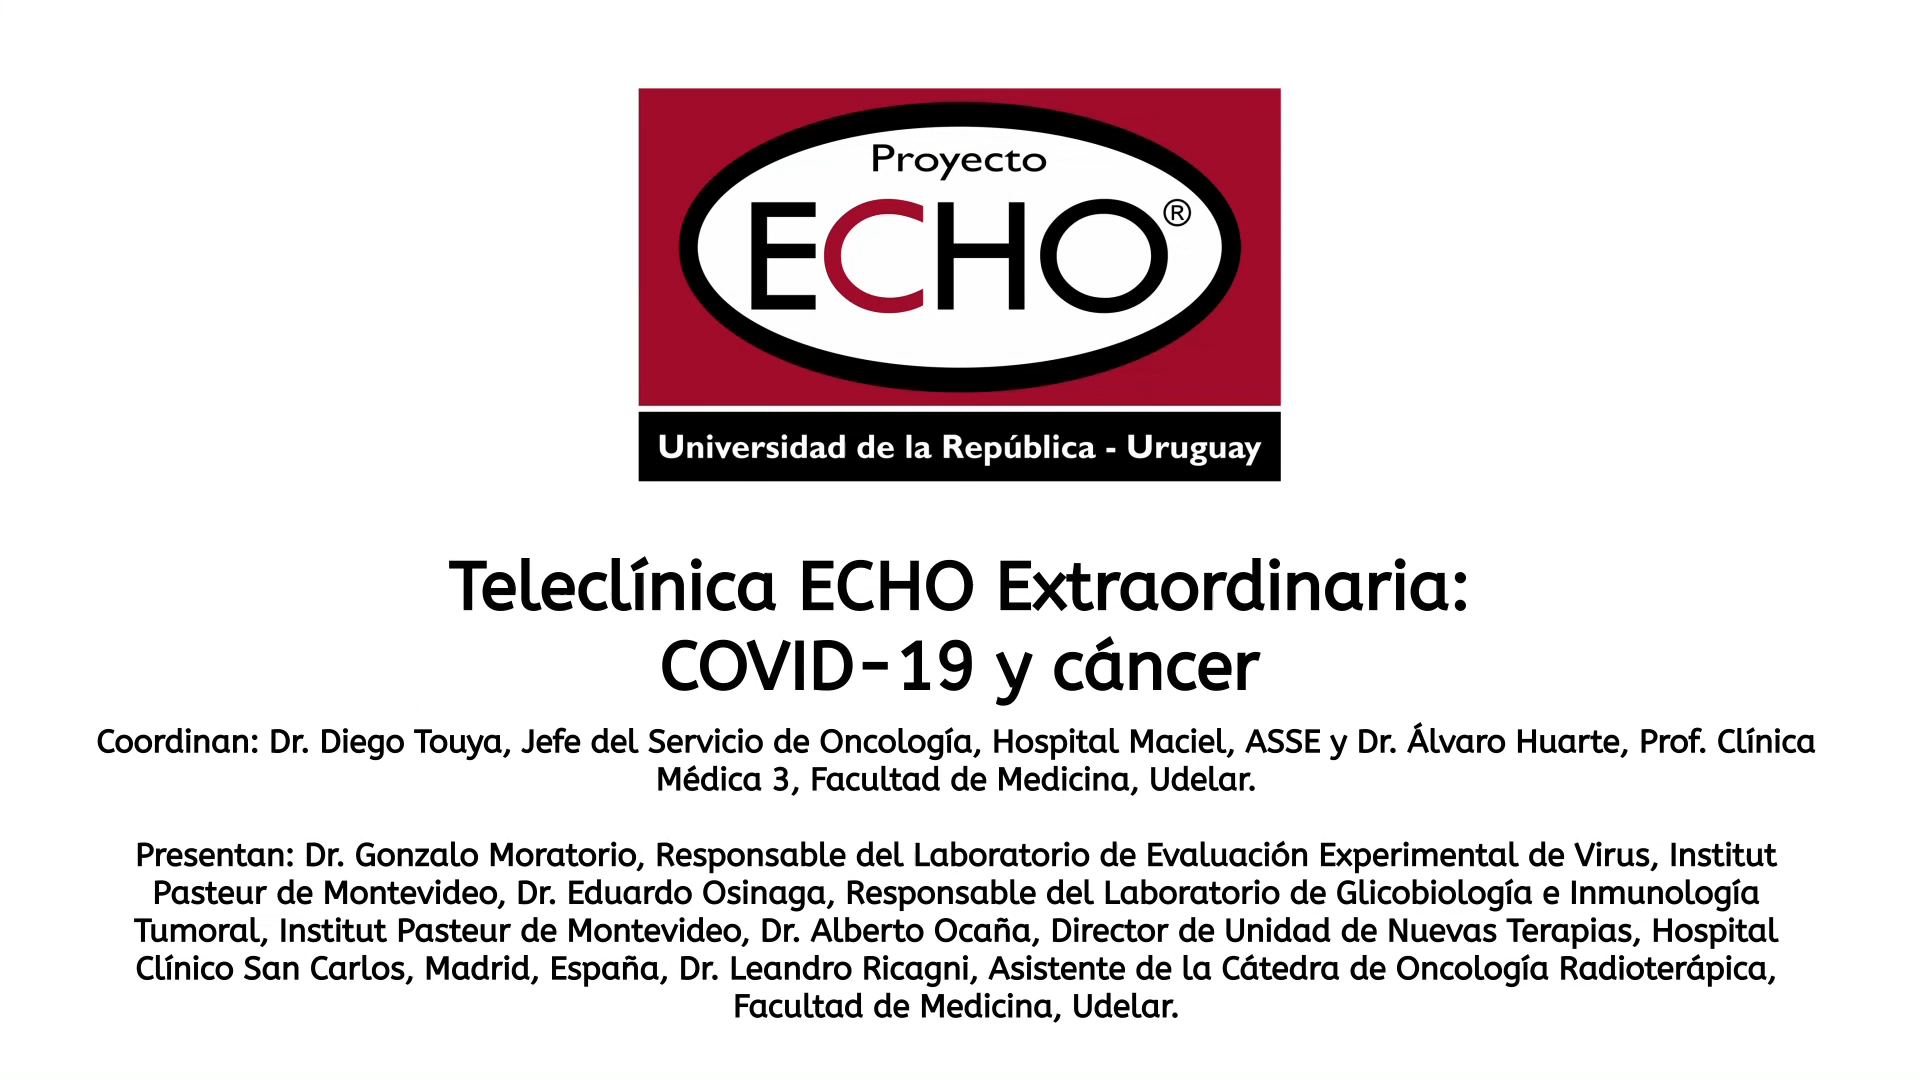 Proyecto
ECHO®
Universidad de la República - Uruguay
Teleclínica ECHO Extraordinaria:
COVID-19 y cáncer
Coordinan: Dr. Diego Touya, Jefe del Servicio de Oncología, Hospital Maciel, ASSE y Dr. Álvaro Huarte, Prof. Clínica
Médica 3, Facultad de Medicina, Udelar.
Presentan: Dr. Gonzalo Moratorio, Responsable del Laboratorio de Evaluación Experimental de Virus, Institut
Pasteur de Montevideo, Dr. Eduardo Osinaga, Responsable del Laboratorio de Glicobiología e Inmunología
Tumoral, Institut Pasteur de Montevideo, Dr. Alberto Ocaña, Director de Unidad de Nuevas Terapias, Hospital
Clínico San Carlos, Madrid, España, Dr. Leandro Ricagni, Asistente de la Cátedra de Oncología Radioterápica,
Facultad de Medicina, Udelar.